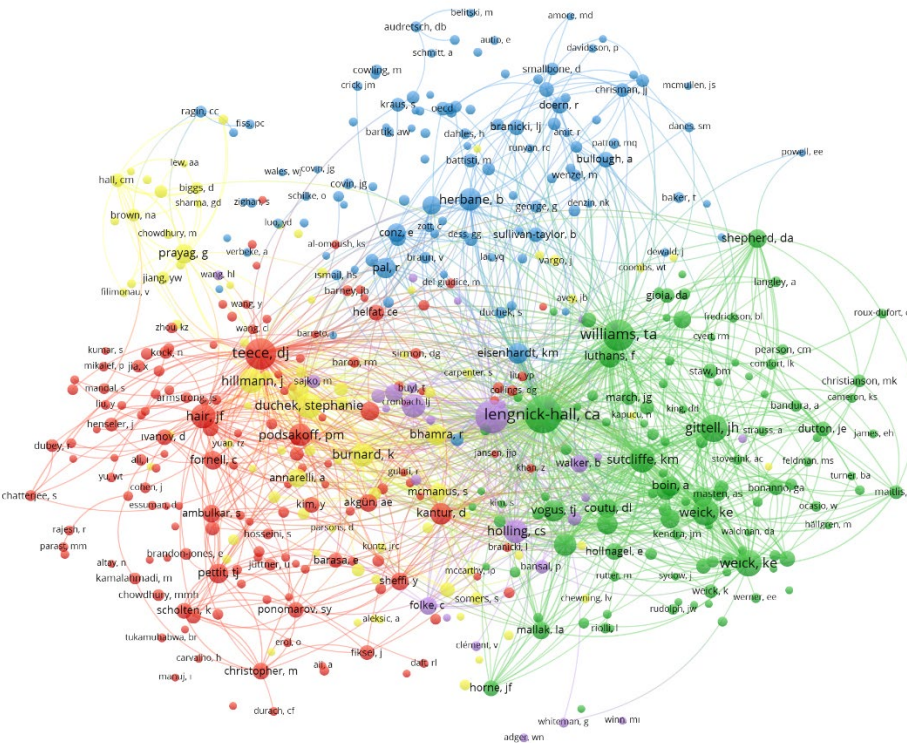 belitski, m
audretsch, db
autio, e
amore, md
schmitt, a
davidsson, p
cowling, m
smallbone, d
crick, jm
chrisman, jj
mcmullen, js
kraus, s
oecd
doern, r
ragin, cc
fiss, pc
bartik, aw
dahles, h
branicki, lj
amit, r
danes, sm
runyan, rc
patton, mq
lew, aa
battisti, m
bullough, a
powell, ee
hall, cm
biggs, d
wales, w
covin, jg
covin, jg
wenzel, m
sharma, gd
zighan, s
schilke, o
herbane, b
baker, t
brown, na
george, g
denzin, nk
chowdhury, m
luo, yd
zott, c
dess, gg
sullivan-taylor, b
shepherd, da
conz, e
al-omoush, ks
prayag, g
verbeke, a
braun, v
lai, yq
vargo, j
dewald, j
jiang, yw
wang, hl
ismail, hs
pal, r
coombs, wt
filimonau, v
barney, jb
del giudice, m
gioia, da
langley, a
wang, y
helfat, ce
avey, jb
duchek, s
fredrickson, bl
roux-dufort, c
zhou, kz
wang, cl
barreto, i
williams, ta
cyert, rm
kumar, s
kock, n
teece, dj
baron, rm
sirmon, dg
eisenhardt, km
luthans, f
pearson, cm
comfort, lk
mikalef, p
jia, x
hillmann, j
sajko, m
carpenter, s
liu, yp
staw, bm
christianson, mk
mandal, s
armstrong, js
buyl, t
collings, dg
bandura, a
cameron, ks
liu, y
duchek, stephanie
cronbach, lj
lengnick-hall, ca
march, jg
king, dd
henseler, j
hair, jf
kapucu, n
gittell, jh
strauss, a
dutton, je
james, eh
dubey, r
ivanov, d
yuan, rz
podsakoff, pm
bhamra, r
ali, i
fornell, c
burnard, k
jansen, jjp
stoverink, ac
feldman, ms
yu, wt
cohen, j
annarelli, a
gulati, r
khan, z
walker, b
sutcliffe, km
turner, ba
chatterjee, s
essuman, d
kim, y
akgün, ae
mcmanus, s
kim, s
boin, a
masten, as
bonanno, ga
maitlis, s
ambulkar, s
kantur, d
vogus, tj
coutu, dl
weick, ke
ocasio, w
rajesh, r
hosseini, s
parsons, d
holling, cs
waldman, da
hällgren, m
parast, mm
brandon-jones, e
kuntz, jrc
branicki, l
hollnagel, e
kendra, jm
altay, n
jüttner, u
barasa, e
bansal, p
kamalahmadi, m
pettit, tj
mccarthy, ip
weick, ke
sheffi, y
rutter, m
sydow, j
chowdhury, mmh
somers, s
chewning, lv
weick, k
werner, ee
scholten, k
ponomarov, sy
folke, c
rudolph, jw
aleksic, a
mallak, la
riolli, l
tukamuhabwa, br
erol, o
clément, v
carvalho, h
fiksel, j
christopher, m
ali, a
daft, rl
manuj, i
horne, jf
durach, cf
whiteman, g
winn, mi
adger, wn